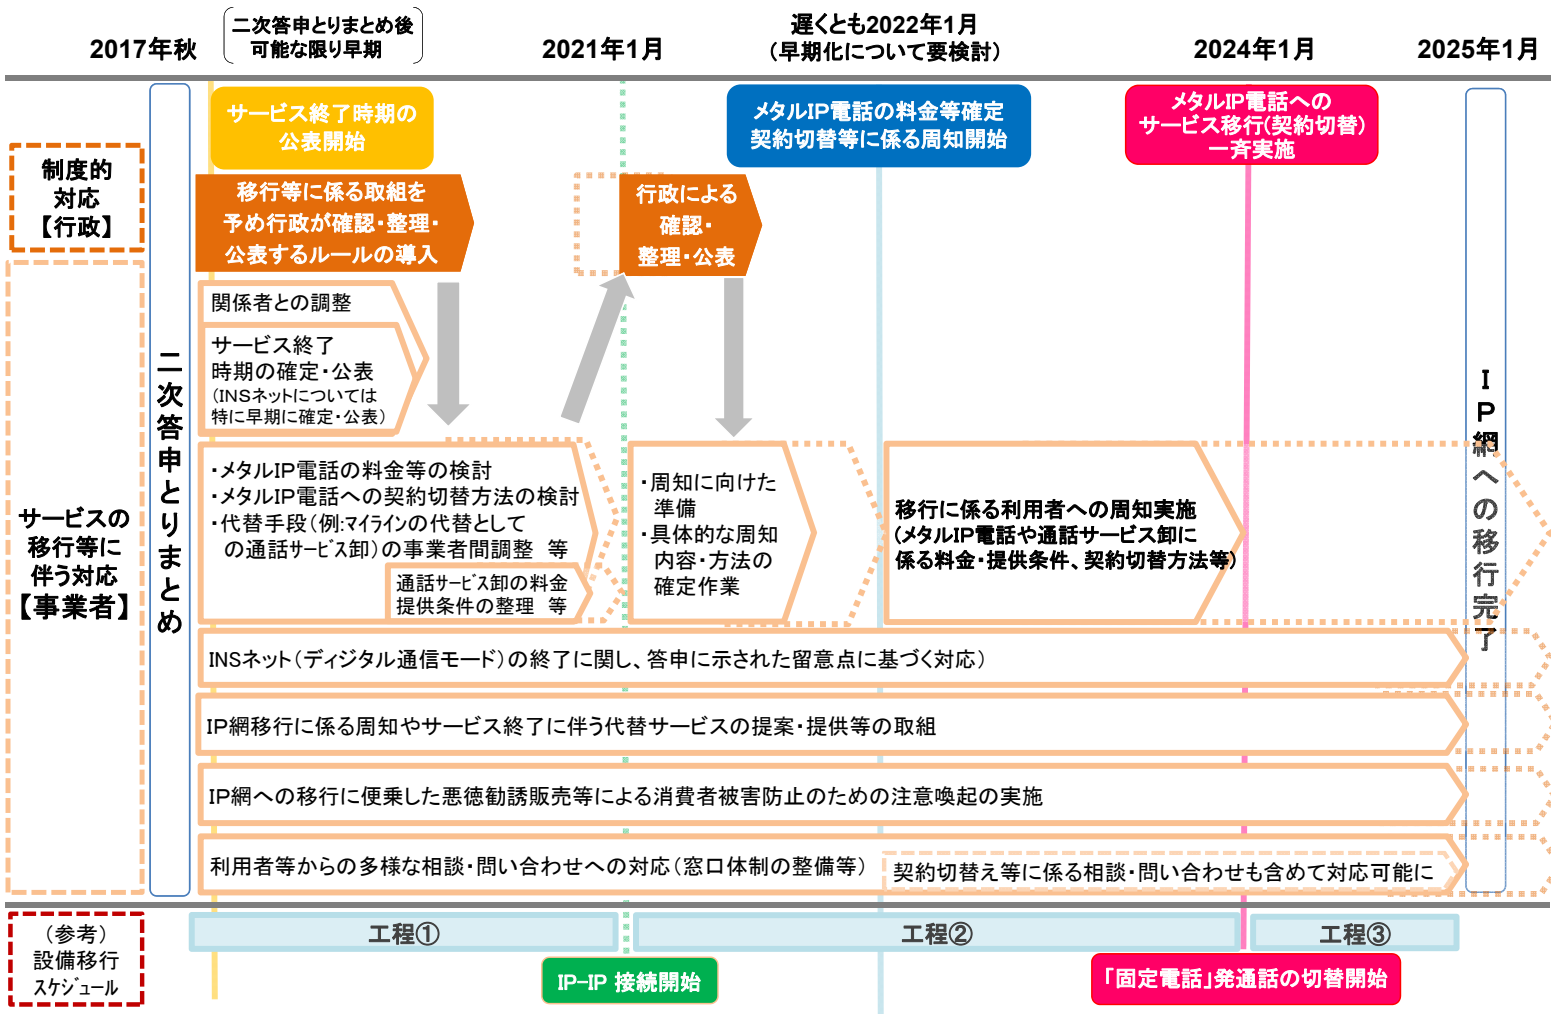 2017年秋
二次答申とりまとめ後
可能な限り早期
2021年1月
遅くとも2022年1月
(早期化について要検討)
2024年1月
2025年1月
サービス終了時期の
公表開始
メタルIP電話の料金等確定
契約切替等に係る周知開始
メタルIP電話への
サービス移行(契約切替)
一斉実施
制度的
対応
【行政】
移行等に係る取組を
予め行政が確認・整理・
公表するルールの導入
行政による
確認・
整理・公表
サービスの
移行等に
伴う対応
【事業者】
二次答申とりまとめ
関係者との調整
サービス終了
時期の確定・公表
(INSネットについては
特に早期に確定・公表)
・メタルIP電話の料金等の検討
・メタルIP電話への契約切替方法の検討
・代替手段(例:マイラインの代替として
の通話サービス卸)の事業者間調整 等
通話サービス卸の料金
提供条件の整理 等
・周知に向けた
準備
・具体的な周知
内容・方法の
確定作業
移行に係る利用者への周知実施
(メタルIP電話や通話サービス卸に
係る料金・提供条件、契約切替方法等)
IP網への移行完了
INSネット(ディジタル通信モード)の終了に関し、答申に示された留意点に基づく対応)
IP網移行に係る周知やサービス終了に伴う代替サービスの提案・提供等の取組
IP網への移行に便乗した悪徳勧誘販売等による消費者被害防止のための注意喚起の実施
利用者等からの多様な相談・問い合わせへの対応(窓口体制の整備等)
契約切替え等に係る相談・問い合わせも含めて対応可能に
(参考)
設備移行
スケジュール
工程①
工程②
工程③
IP-IP 接続開始
「固定電話」発通話の切替開始